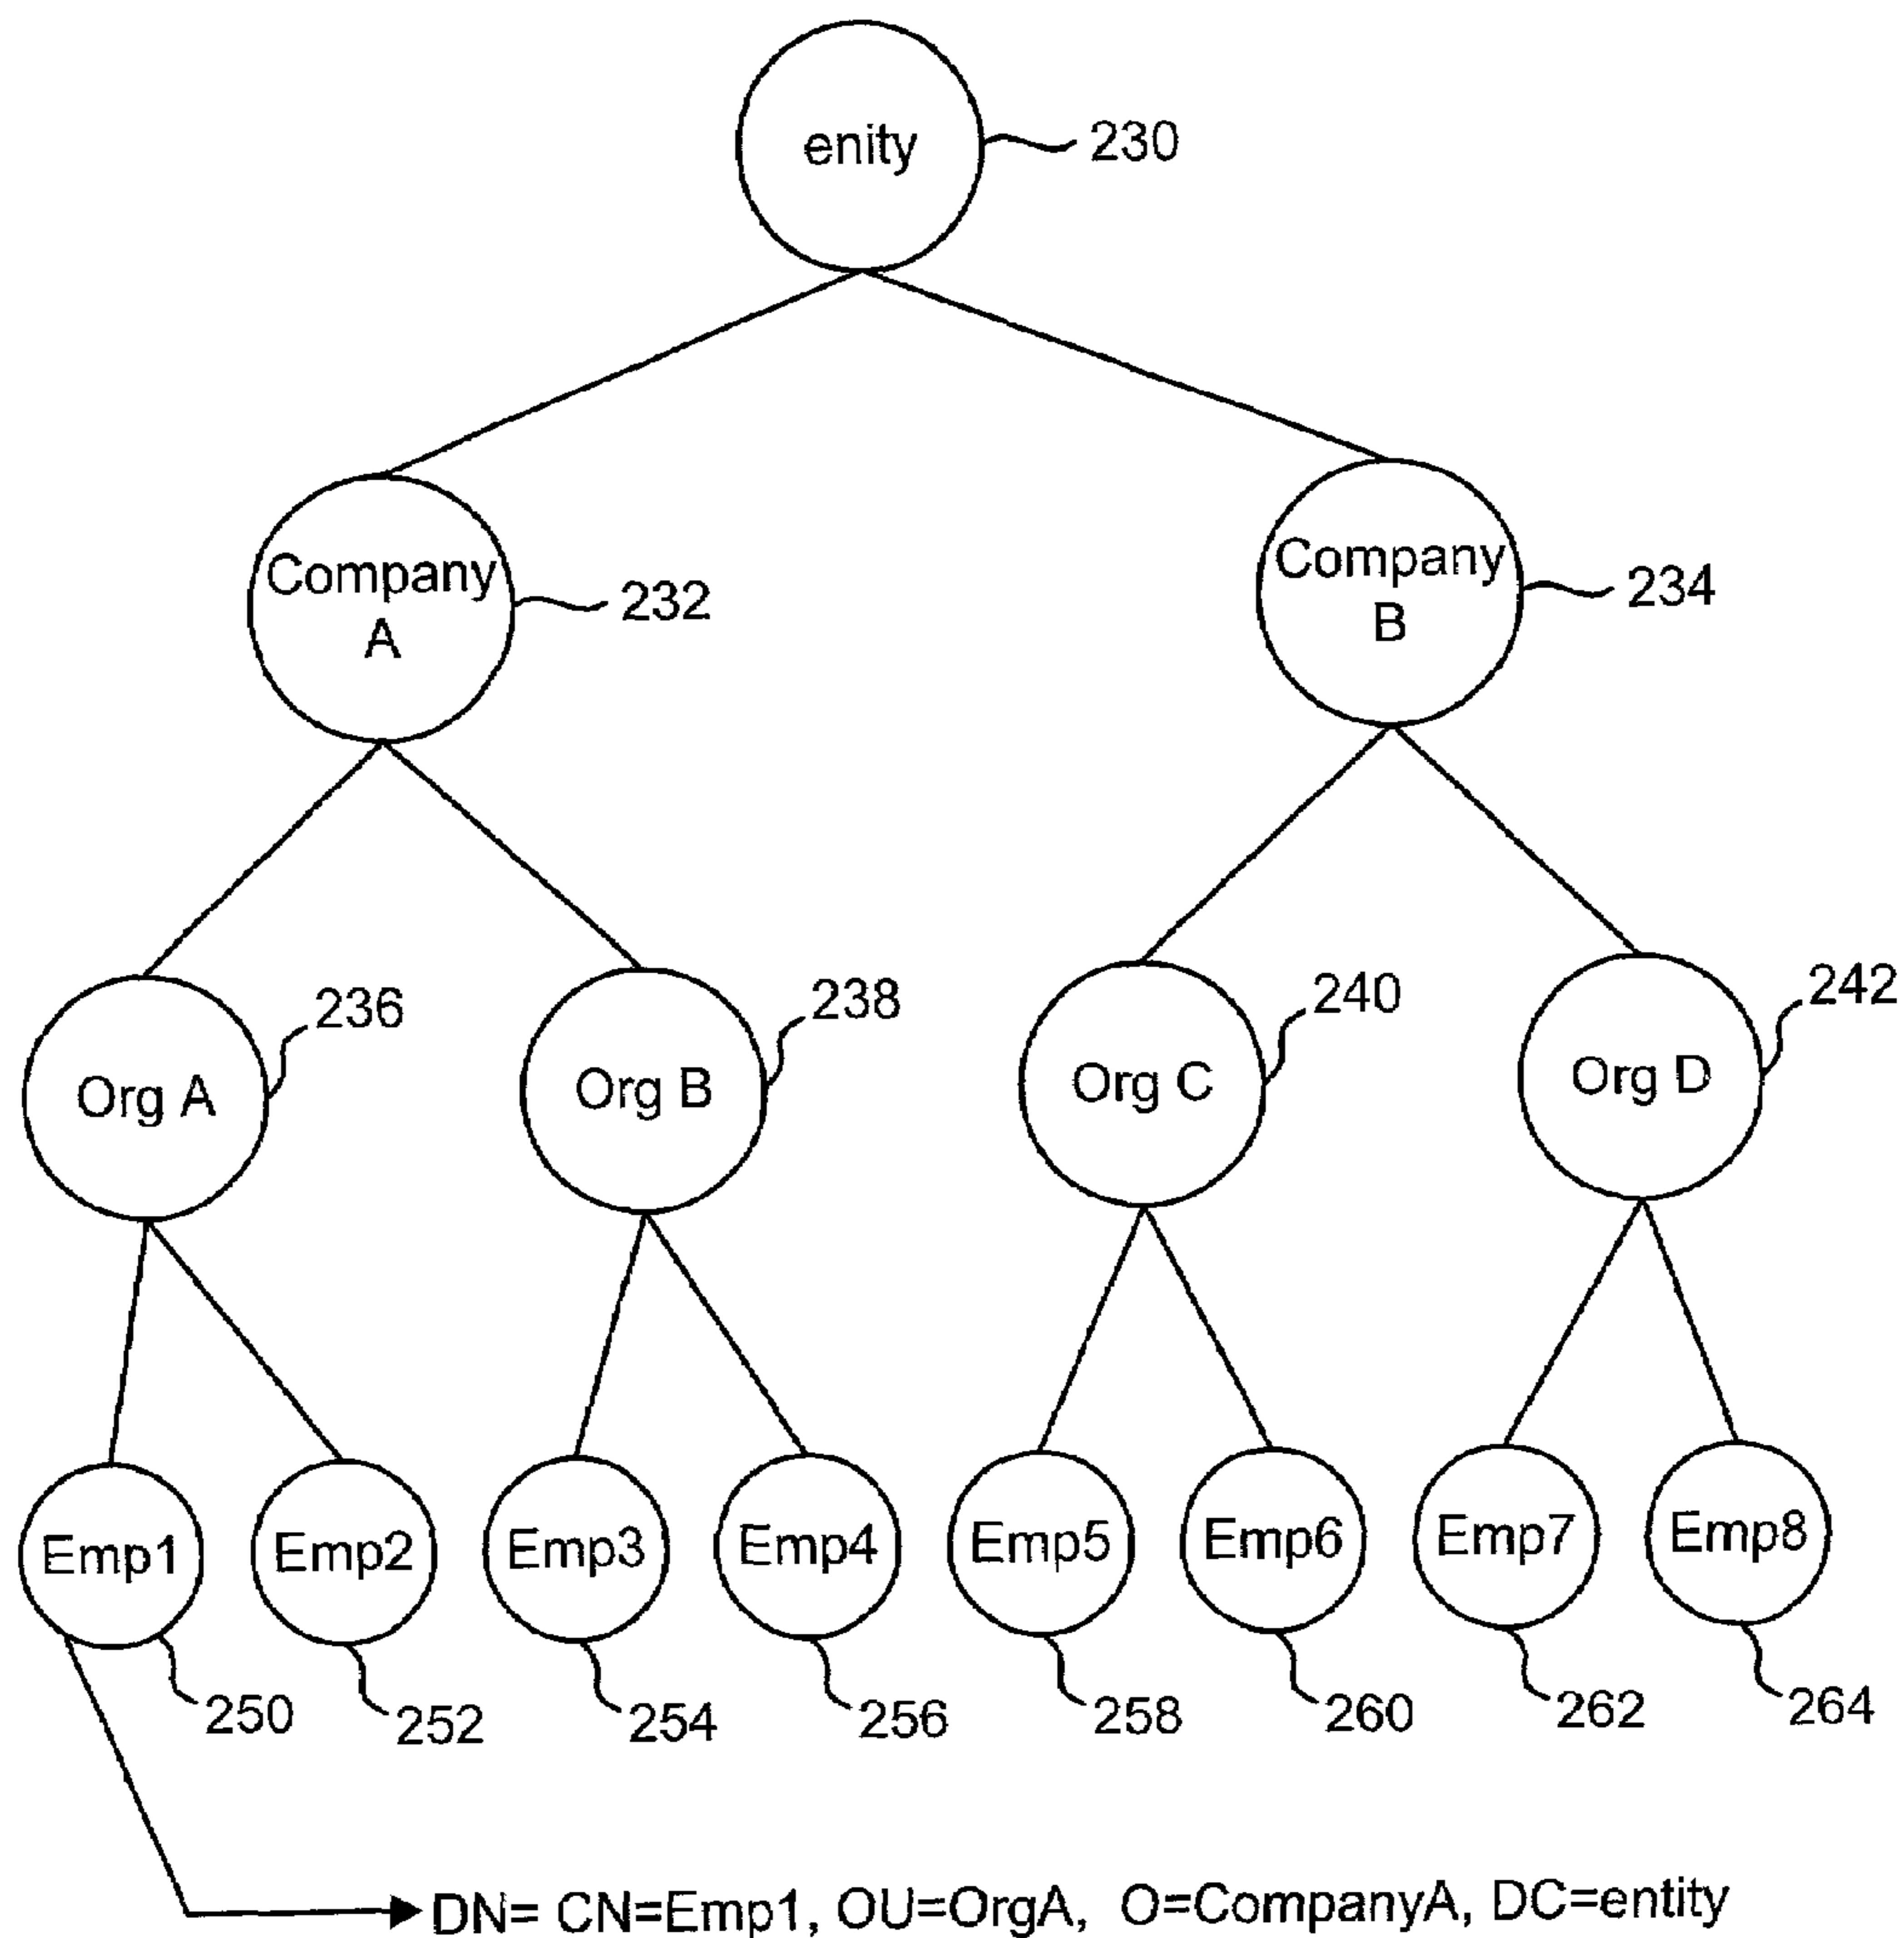 enity
230
Company
A
232
Company
B
234
Org A
236
Org B
238
Org C
240
Org D
242
Emp1
Emp2
Emp3
Emp4
Emp5
Emp6
Emp7
Emp8
250
252
254
256
258
260
262
264
DN= CN=Emp1, OU=OrgA, O=CompanyA, DC=entity